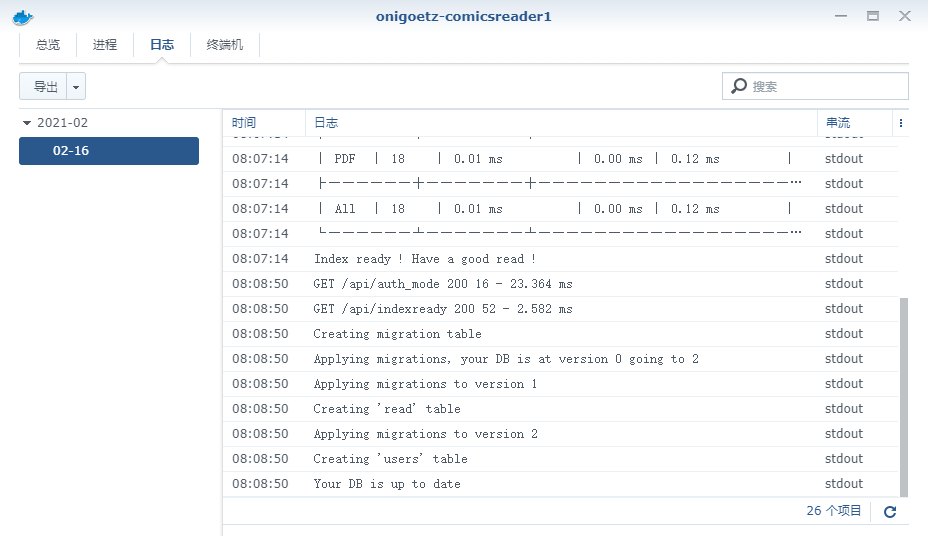 onigoetz-comicsreader1
总览 进程 日志 终端机
导出 搜索
2021-02
02-16
时间 日志 串流
08:07:14 | PDF | 18 | 0.01 ms | 0.00 ms | 0.12 ms | stdout
08:07:14 ├──────┼───────┼──────────────────… stdout
08:07:14 | All | 18 | 0.01 ms | 0.00 ms | 0.12 ms | stdout
08:07:14 └──────┴───────┴──────────────────… stdout
08:07:14 Index ready ! Have a good read ! stdout
08:08:50 GET /api/auth_mode 200 16 - 23.364 ms stdout
08:08:50 GET /api/indexready 200 52 - 2.582 ms stdout
08:08:50 Creating migration table stdout
08:08:50 Applying migrations, your DB is at version 0 going to 2 stdout
08:08:50 Applying migrations to version 1 stdout
08:08:50 Creating 'read' table stdout
08:08:50 Applying migrations to version 2 stdout
08:08:50 Creating 'users' table stdout
08:08:50 Your DB is up to date stdout
26 个项目